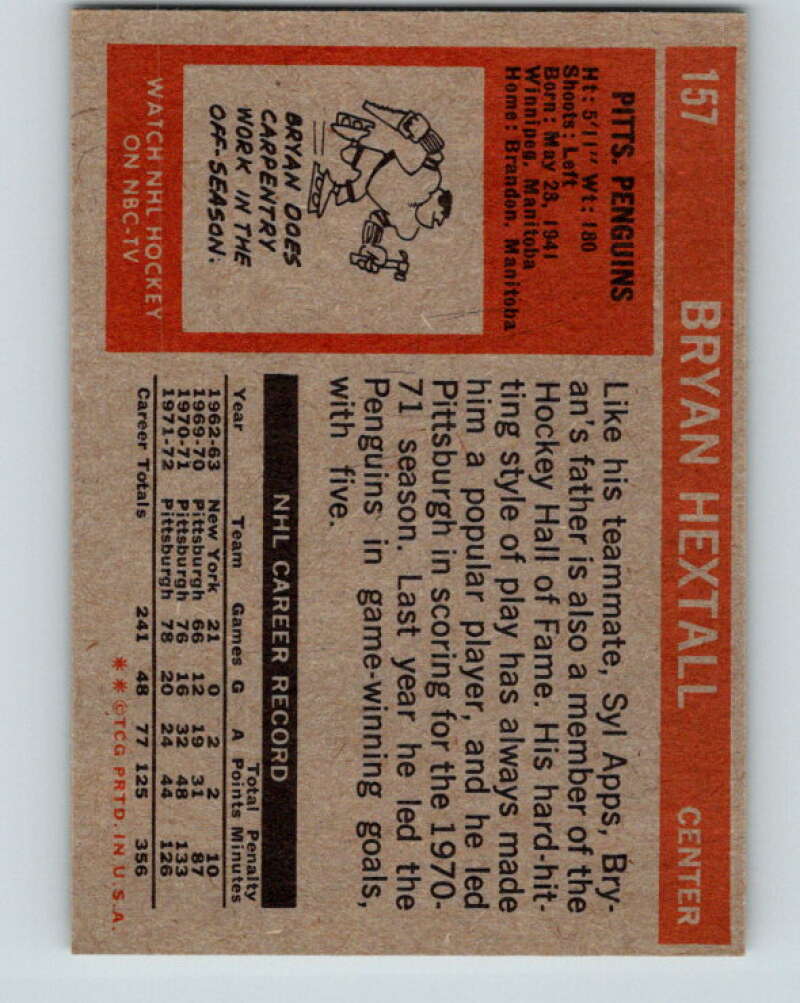 157 BRYAN HEXTALL CENTER
PITTS. PENGUINS
Ht: 5'11" Wt: 180
Shoots: Left
Born: May 23, 1941
Winnipeg, Manitoba
Home: Brandon, Manitoba
BRYAN DOES
CARPENTRY
WORK IN THE
OFF-SEASON.
WATCH NHL HOCKEY
ON NBC-TV
Like his teammate, Syl Apps, Bry-
an's father is also a member of the
Hockey Hall of Fame. His hard-hit-
ting style of play has always made
him a popular player, and he led
Pittsburgh in scoring for the 1970-
71 season. Last year he led the
Penguins in game-winning goals,
with five.
NHL CAREER RECORD
Total Penalty
Year Team Games G A Points Minutes
1962-63 New York 21 0 2 2 10
1969-70 Pittsburgh 66 12 19 31 87
1970-71 Pittsburgh 76 16 32 48 133
1971-72 Pittsburgh 78 20 24 44 126
Career Totals 241 48 77 125 356
**©TCG PRTD. IN U.S.A.